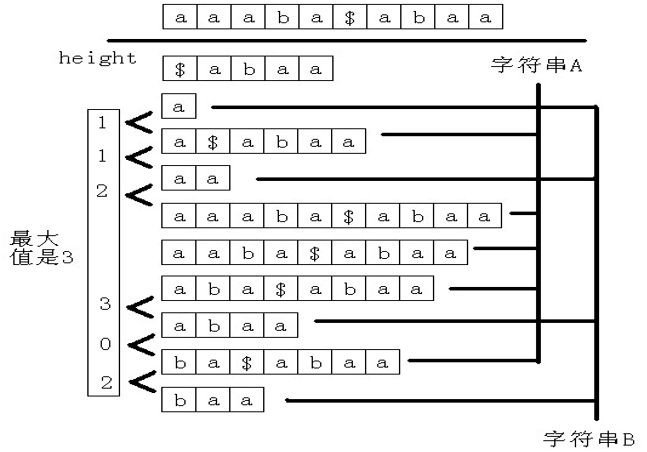 a a a b a $ a b a a
height
$ a b a a
字符串A
a
1
a $ a b a a
1
a a
2
a a a b a $ a b a a
最大
值是3
a a b a $ a b a a
a b a $ a b a a
3
a b a a
0
b a $ a b a a
2
b a a
字符串B